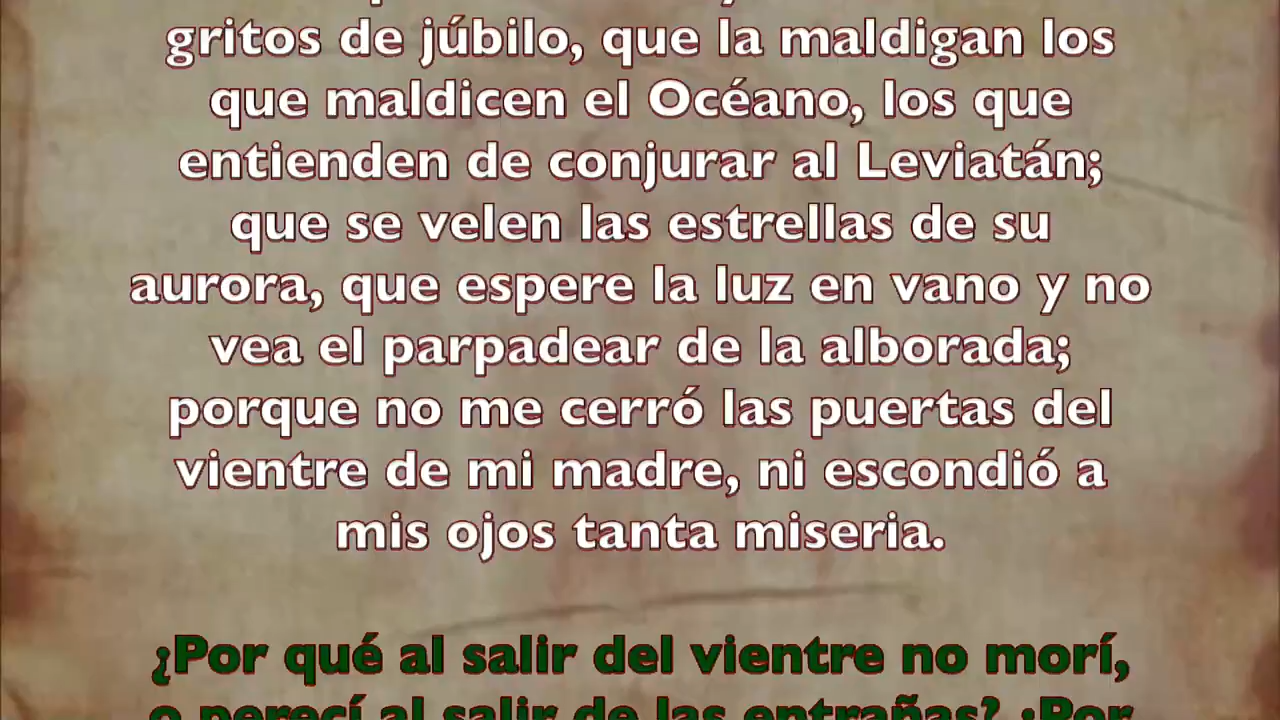 gritos de júbilo, que la maldigan los
que maldicen el Océano, los que
entienden de conjurar al Leviatán;
que se velen las estrellas de su
aurora, que espere la luz en vano y no
vea el parpadear de la alborada;
porque no me cerró las puertas del
vientre de mi madre, ni escondió a
mis ojos tanta miseria.
¿Por qué al salir del vientre no morí,
o perecí al salir de las entrañas? ¿Por